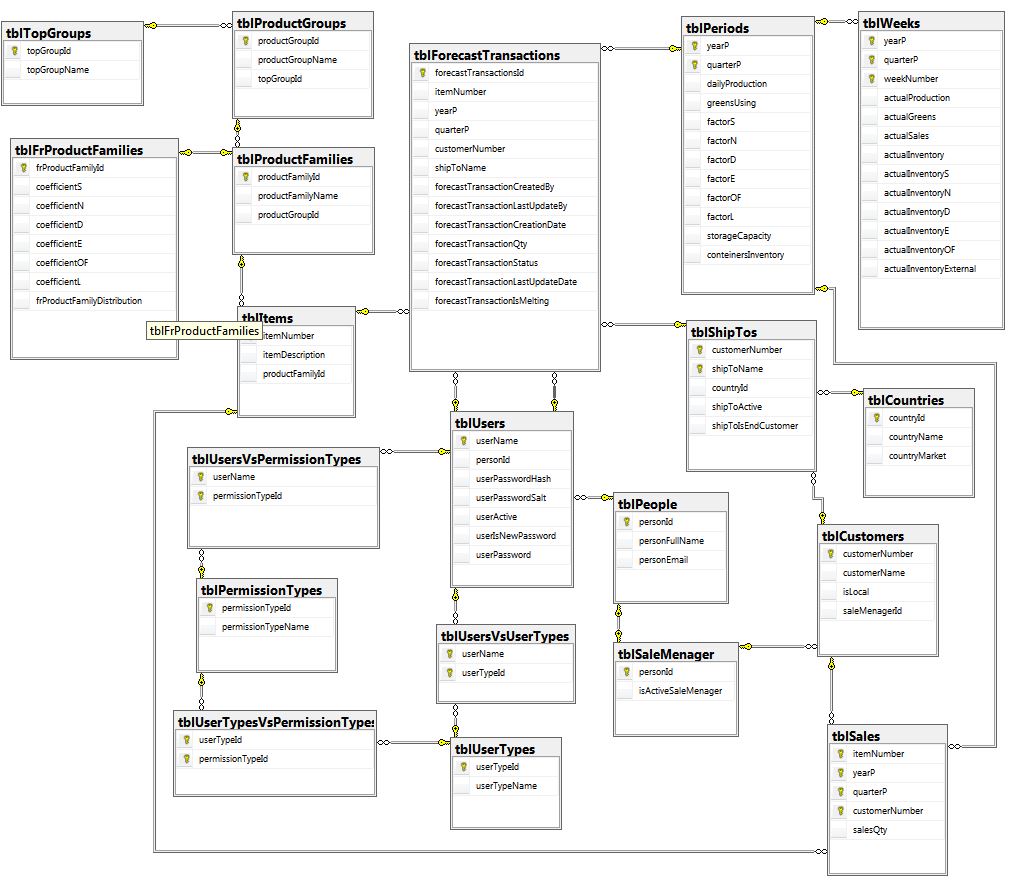 tblTopGroups
topGroupId
topGroupName
tblProductGroups
productGroupId
productGroupName
topGroupId
tblForecastTransactions
forecastTransactionsId
itemNumber
yearP
quarterP
customerNumber
shipToName
forecastTransactionCreatedBy
forecastTransactionLastUpdateBy
forecastTransactionCreationDate
forecastTransactionQty
forecastTransactionStatus
forecastTransactionLastUpdateDate
forecastTransactionIsMelting
tblPeriods
yearP
quarterP
dailyProduction
greensUsing
factorS
factorN
factorD
factorE
factorOF
factorL
storageCapacity
conteinersInventory
tblWeeks
yearP
quarterP
weekNumber
actualProduction
actualGreens
actualSales
actualInventory
actualInventoryS
actualInventoryN
actualInventoryD
actualInventoryE
actualInventoryOF
actualInventoryExternal
tblFrProductFamilies
frProductFamilyId
coefficientS
coefficientN
coefficientD
coefficientE
coefficientOF
coefficientL
frProductFamilyDistribution
tblProductFamilies
productFamilyId
productFamilyName
productGroupId
tblItems
tblFrProductFamilies
itemNumber
itemDescription
productFamilyId
tblShipTos
customerNumber
shipToName
countryId
shipToActive
shipToIsEndCustomer
tblCountries
countryId
countryName
countryMarket
tblUsers
userName
personId
userPasswordHash
userPasswordSalt
userActive
userIsNewPassword
userPassword
tblUsersVsPermissionTypes
userName
permissionTypeId
tblPeople
personId
personFullName
personEmail
tblCustomers
customerNumber
customerName
isLocal
saleMenagerId
tblPermissionTypes
permissionTypeId
permissionTypeName
tblUsersVsUserTypes
userName
userTypeId
tblSaleMenager
personId
isActiveSaleMenager
tblUserTypesVsPermissionTypes
userTypeId
permissionTypeId
tblUserTypes
userTypeId
userTypeName
tblSales
itemNumber
yearP
quarterP
customerNumber
salesQty